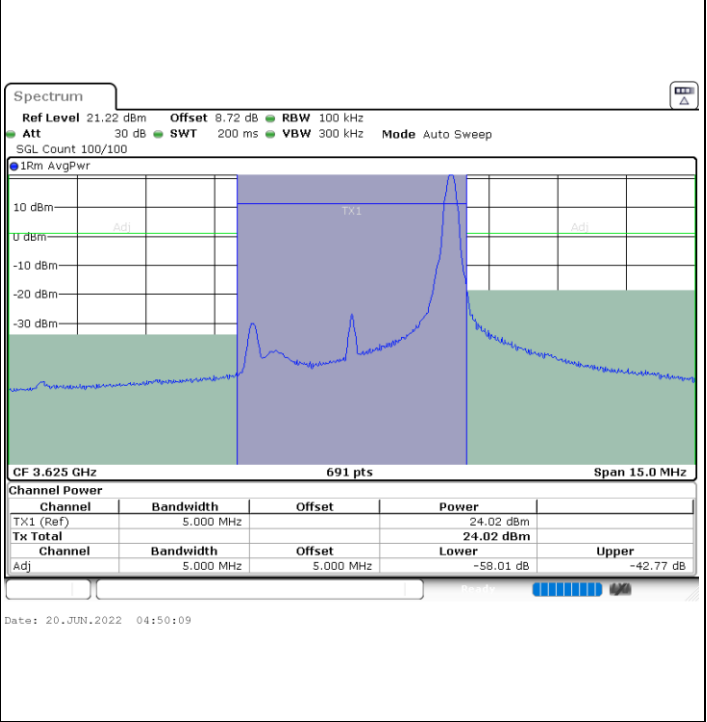 Spectrum
Ref Level 21.22 dBm Offset 8.72 dB RBW 100 kHz
Att 30 dB SWT 200 ms VBW 300 kHz Mode Auto Sweep
SGL Count 100/100
1Rm AvgPwr
10 dBm
TX1
Adj Adj
0 dBm
-10 dBm
-20 dBm
-30 dBm
CF 3.625 GHz 691 pts Span 15.0 MHz
Channel Power
Channel Bandwidth Offset Power
TX1 (Ref) 5.000 MHz 24.02 dBm
Tx Total 24.02 dBm
Channel Bandwidth Offset Lower Upper
Adj 5.000 MHz 5.000 MHz -58.01 dB -42.77 dB
Ready
Date: 20.JUN.2022 04:50:09